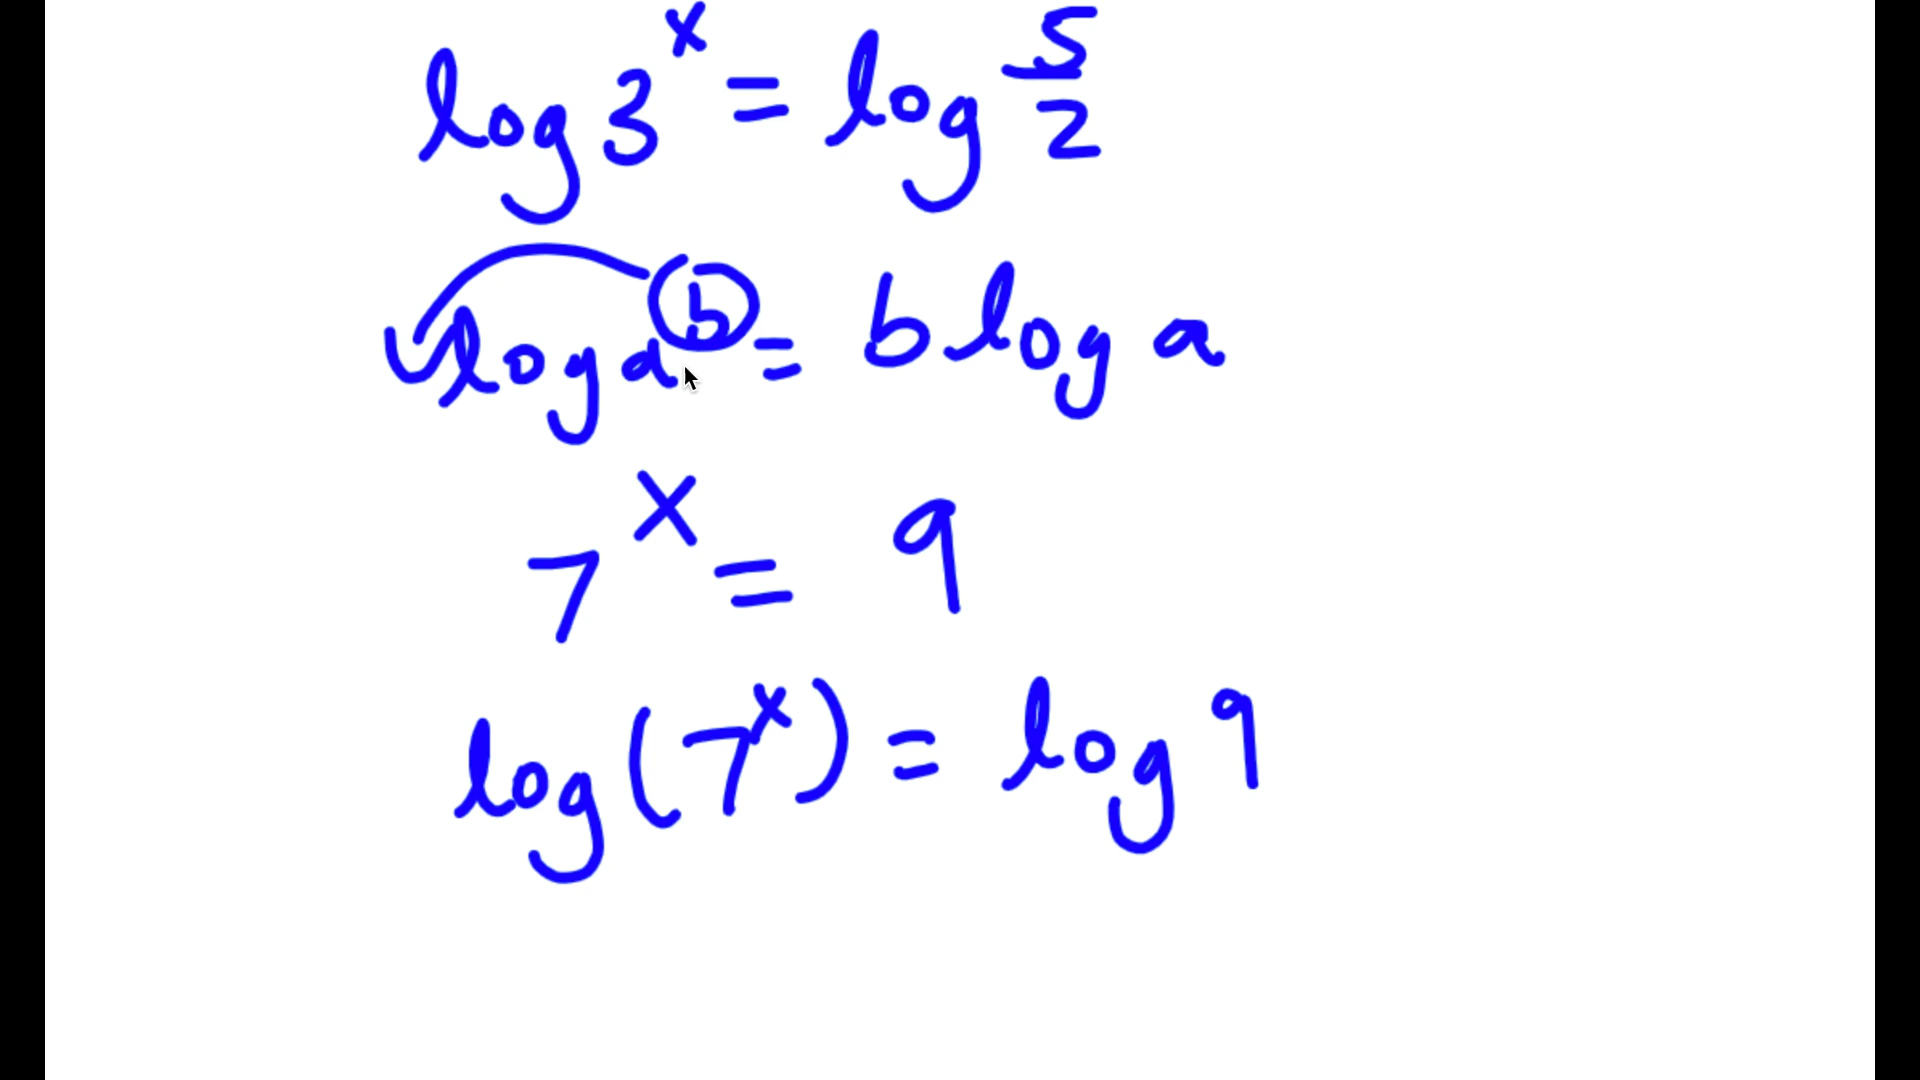 log 3^x = log 5/2
log a^b = b log a
7^x = 9
log (7^x) = log 9